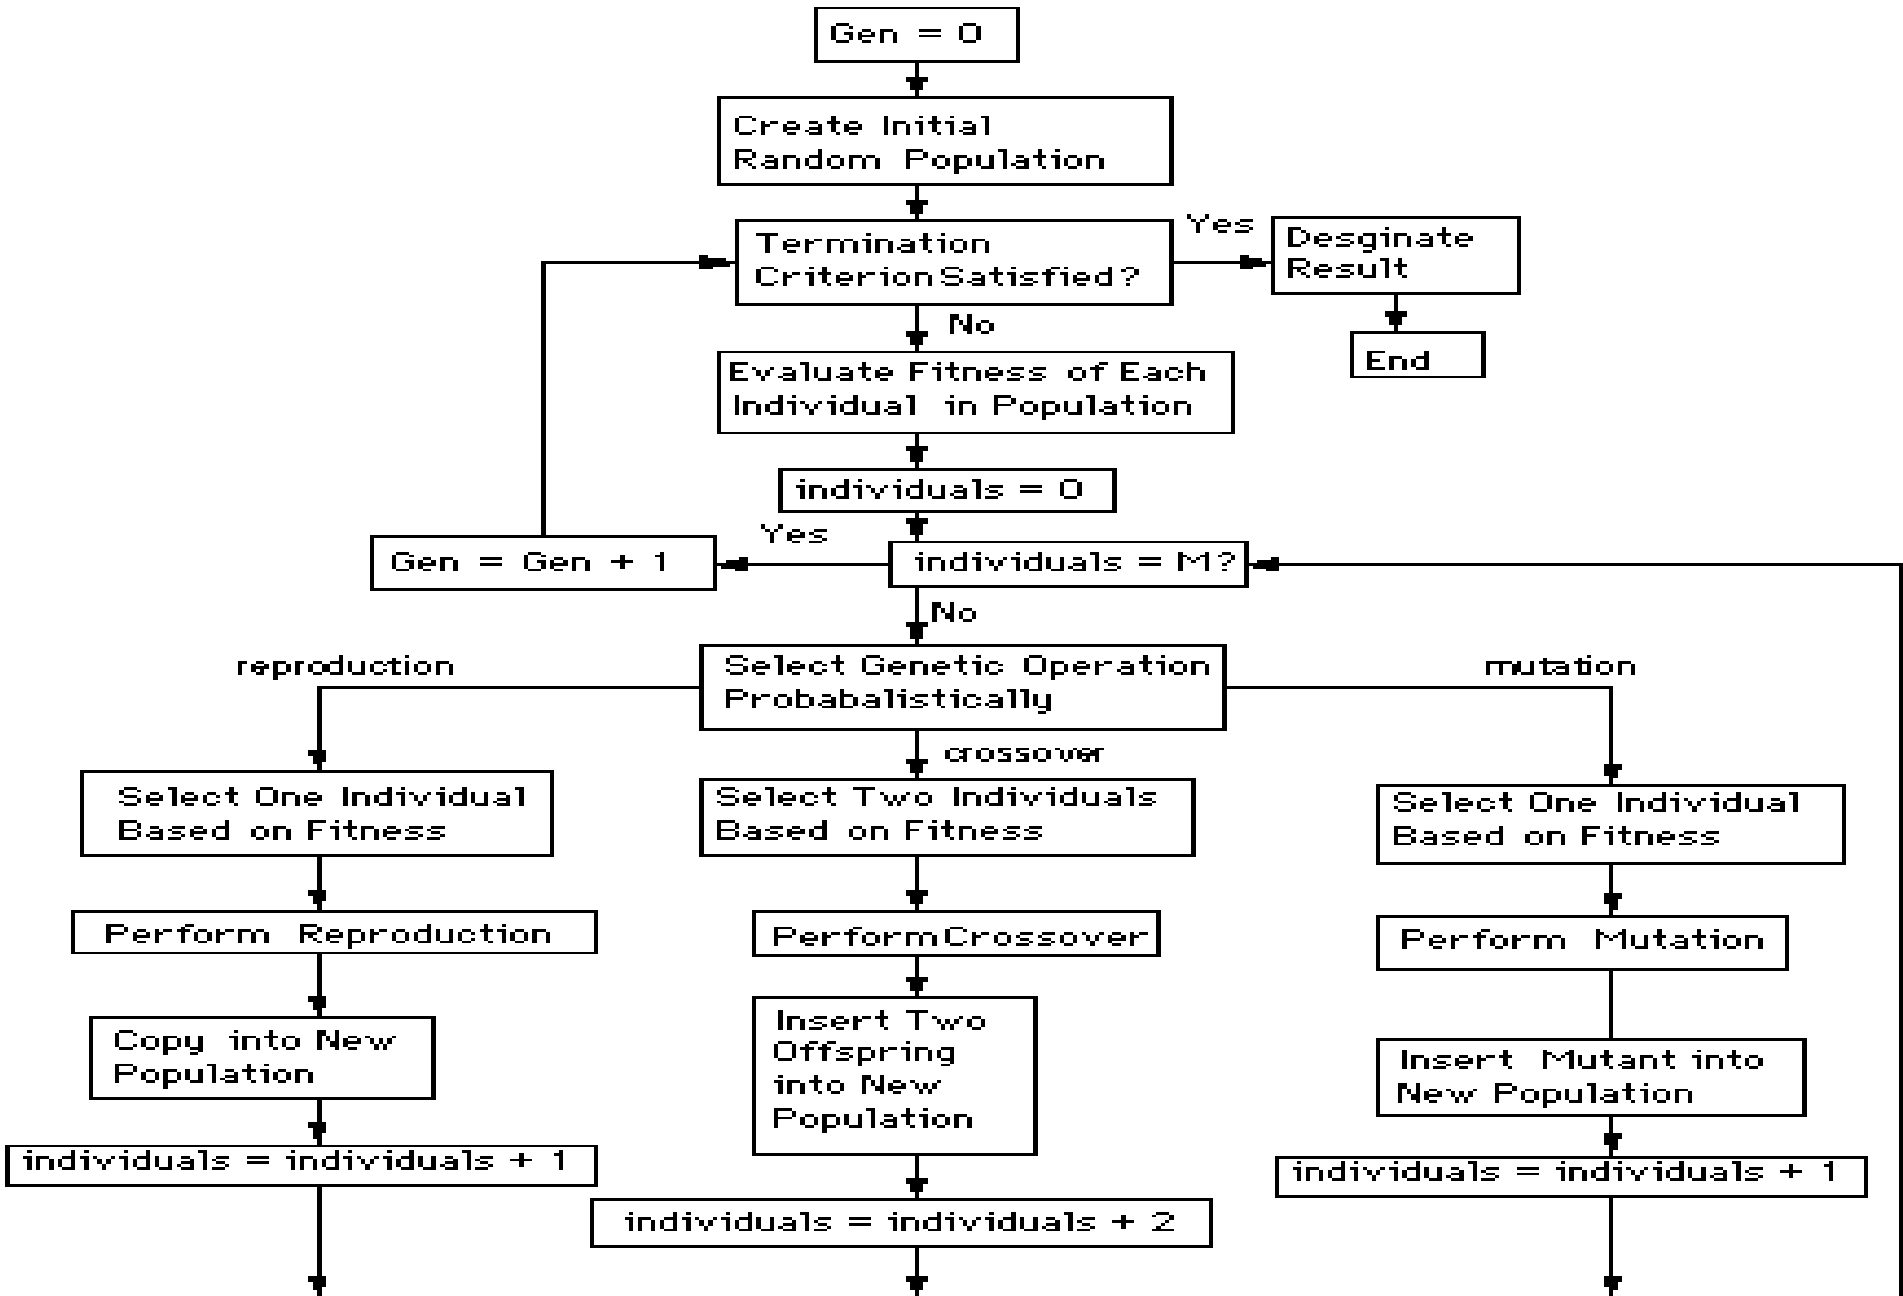 Gen = 0
Create Initial
Random Population
Termination
Criterion Satisfied?
Yes
Desginate
Result
End
No
Evaluate Fitness of Each
Individual in Population
individuals = 0
Yes
Gen = Gen + 1
individuals = M?
No
reproduction
Select Genetic Operation
Probabalistically
mutation
crossover
Select One Individual
Based on Fitness
Select Two Individuals
Based on Fitness
Select One Individual
Based on Fitness
Perform Reproduction
Perform Crossover
Perform Mutation
Copy into New
Population
Insert Two
Offspring
into New
Population
Insert Mutant into
New Population
individuals = individuals + 1
individuals = individuals + 2
individuals = individuals + 1